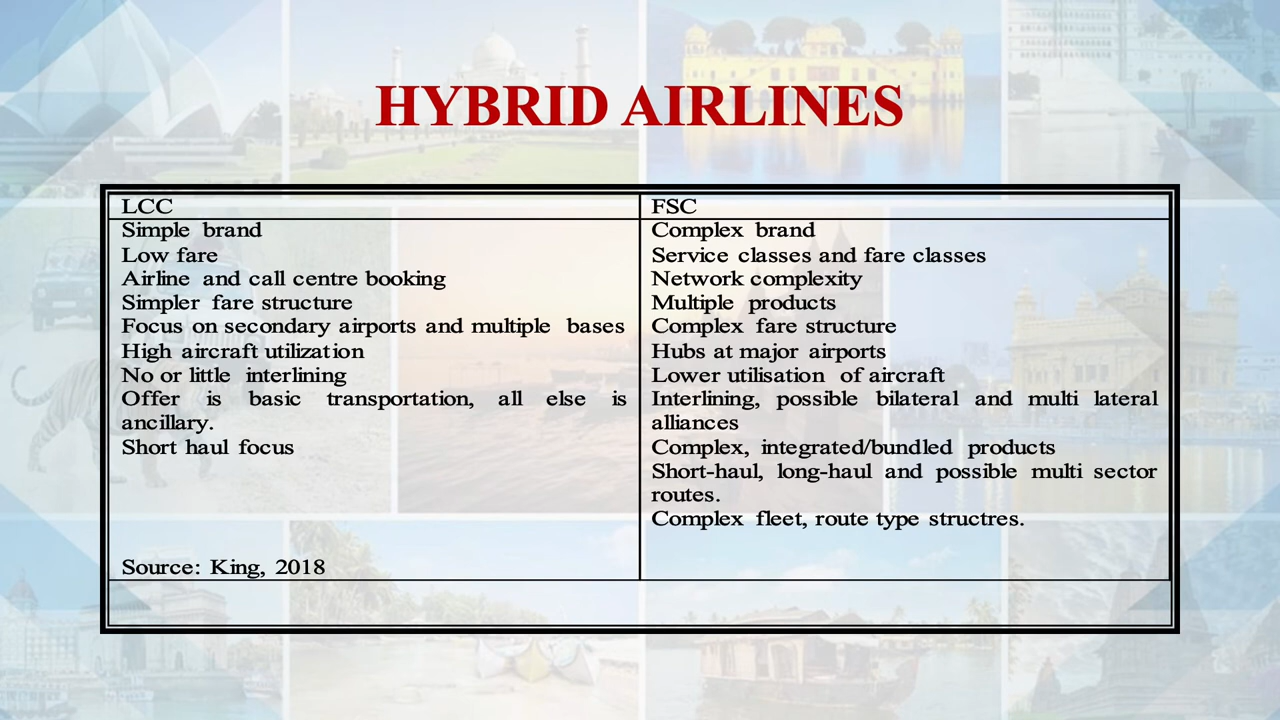 HYBRID AIRLINES
LCC
Simple brand
Low fare
Airline and call centre booking
Simpler fare structure
Focus on secondary airports and multiple bases
High aircraft utilization
No or little interlining
Offer is basic transportation, all else is
ancillary.
Short haul focus
Source: King, 2018
FSC
Complex brand
Service classes and fare classes
Network complexity
Multiple products
Complex fare structure
Hubs at major airports
Lower utilisation of aircraft
Interlining, possible bilateral and multi lateral
alliances
Complex, integrated/bundled products
Short-haul, long-haul and possible multi sector
routes.
Complex fleet, route type structres.